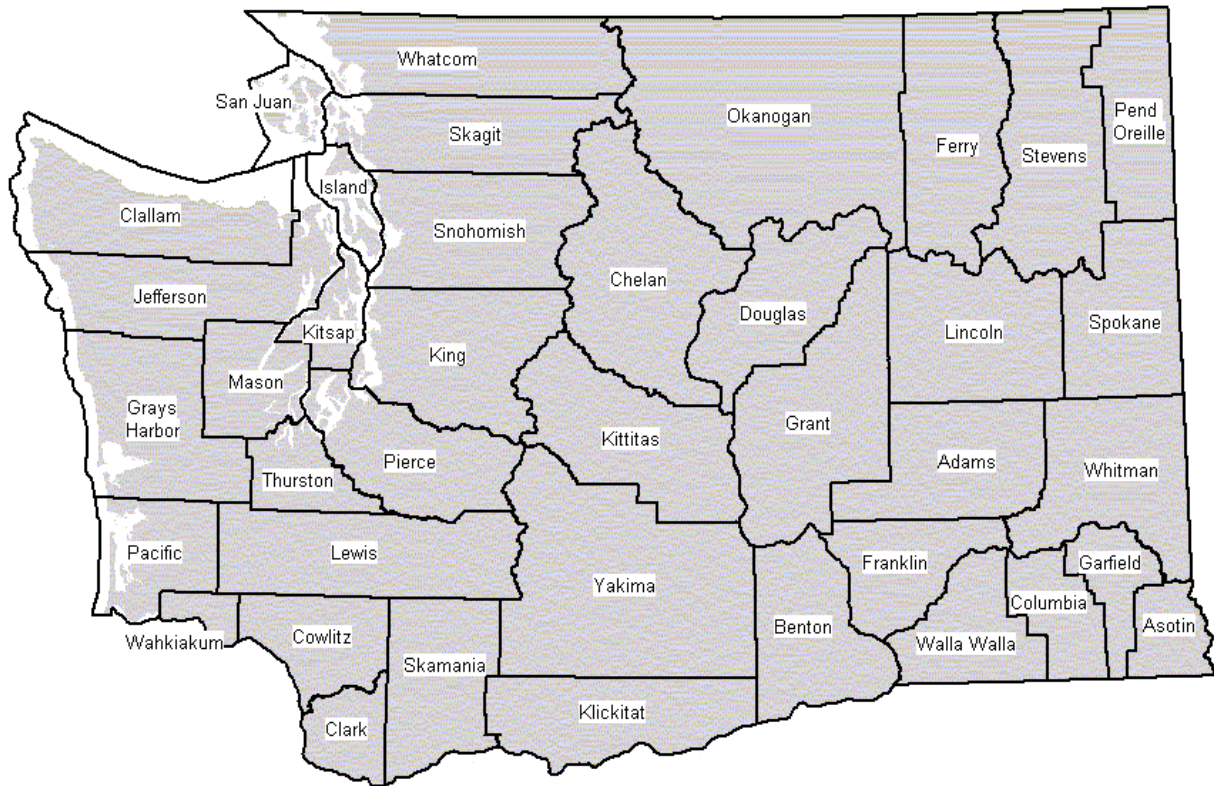 Whatcom
San Juan
Skagit
Okanogan
Ferry
Stevens
Pend
Oreille
Island
Clallam
Snohomish
Chelan
Jefferson
Douglas
Lincoln
Spokane
Kitsap
King
Mason
Grays
Harbor
Kittitas
Grant
Adams
Whitman
Thurston
Pierce
Pacific
Lewis
Yakima
Franklin
Garfield
Columbia
Wahkiakum
Cowlitz
Skamania
Benton
Walla Walla
Asotin
Klickitat
Clark